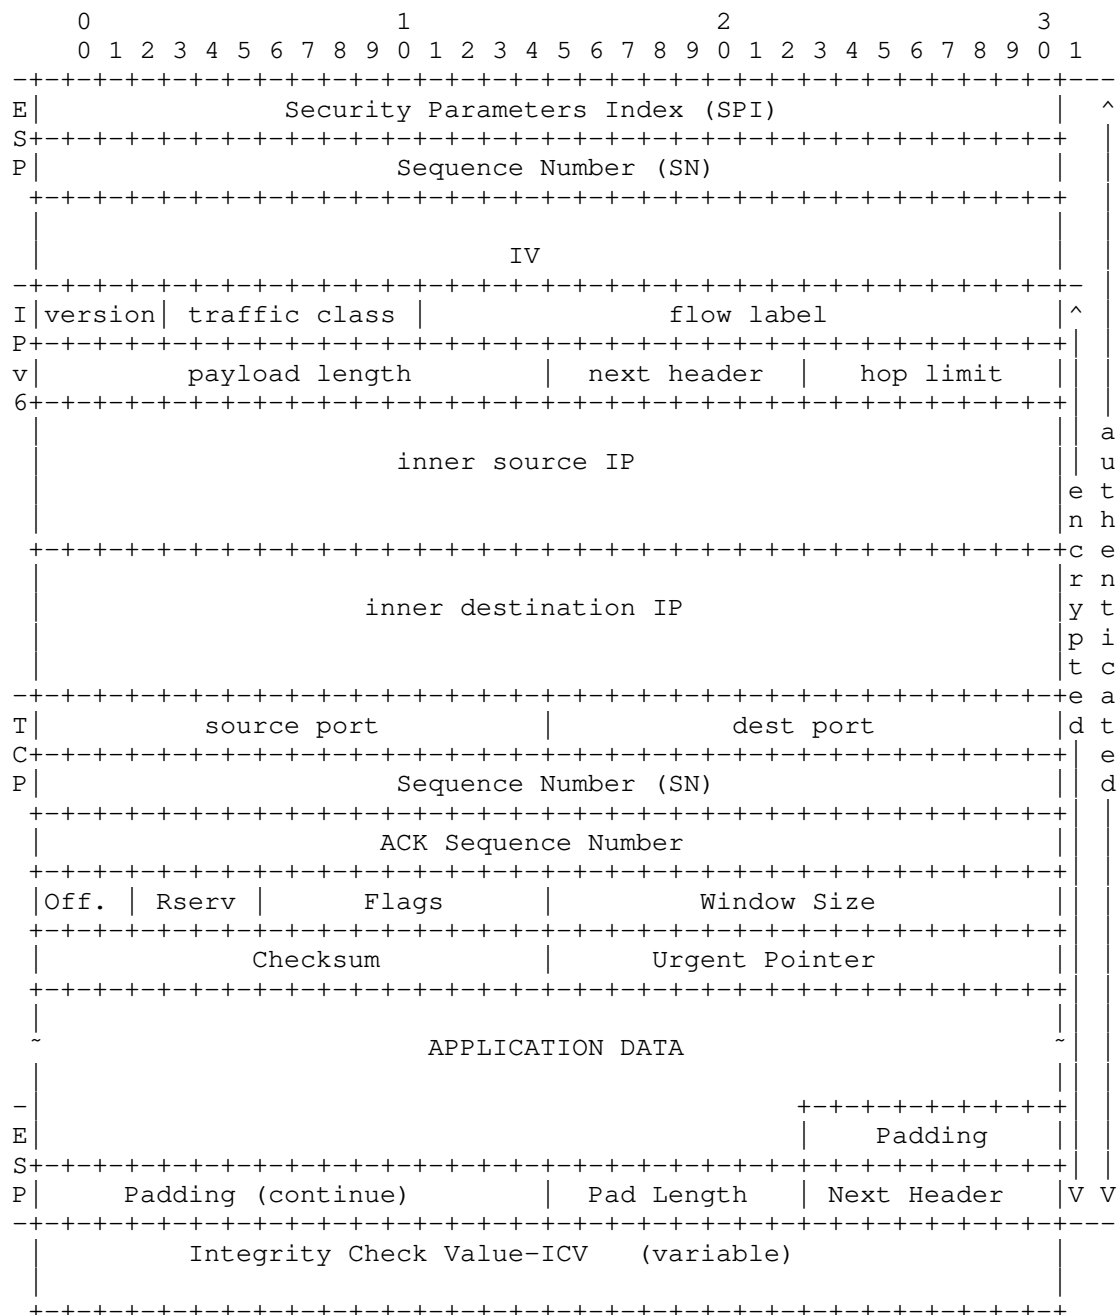 0                   1                   2                   3
0 1 2 3 4 5 6 7 8 9 0 1 2 3 4 5 6 7 8 9 0 1 2 3 4 5 6 7 8 9 0 1
-+-+-+-+-+-+-+-+-+-+-+-+-+-+-+-+-+-+-+-+-+-+-+-+-+-+-+-+-+-+-+-+-+---
E|               Security Parameters Index (SPI)                 |  ^
S+-+-+-+-+-+-+-+-+-+-+-+-+-+-+-+-+-+-+-+-+-+-+-+-+-+-+-+-+-+-+-+-+  |
P|                      Sequence Number (SN)                     |  |
 +-+-+-+-+-+-+-+-+-+-+-+-+-+-+-+-+-+-+-+-+-+-+-+-+-+-+-+-+-+-+-+-+  |
 |                                                               |  |
 |                             IV                                |  |
-+-+-+-+-+-+-+-+-+-+-+-+-+-+-+-+-+-+-+-+-+-+-+-+-+-+-+-+-+-+-+-+-+- |
I|version| traffic class |               flow label              |^ |
P+-+-+-+-+-+-+-+-+-+-+-+-+-+-+-+-+-+-+-+-+-+-+-+-+-+-+-+-+-+-+-+-+| |
v|         payload length        |  next header  |   hop limit   || |
6+-+-+-+-+-+-+-+-+-+-+-+-+-+-+-+-+-+-+-+-+-+-+-+-+-+-+-+-+-+-+-+-+| |
 |                                                               || a
 |                      inner source IP                          || u
 |                                                               |e t
 |                                                               |n h
 +-+-+-+-+-+-+-+-+-+-+-+-+-+-+-+-+-+-+-+-+-+-+-+-+-+-+-+-+-+-+-+-+c e
 |                                                               |r n
 |                    inner destination IP                       |y t
 |                                                               |p i
 |                                                               |t c
-+-+-+-+-+-+-+-+-+-+-+-+-+-+-+-+-+-+-+-+-+-+-+-+-+-+-+-+-+-+-+-+-+e a
T|          source port          |           dest port           |d t
C+-+-+-+-+-+-+-+-+-+-+-+-+-+-+-+-+-+-+-+-+-+-+-+-+-+-+-+-+-+-+-+-+| e
P|                      Sequence Number (SN)                     || d
 +-+-+-+-+-+-+-+-+-+-+-+-+-+-+-+-+-+-+-+-+-+-+-+-+-+-+-+-+-+-+-+-+| |
 |                     ACK Sequence Number                       || |
 +-+-+-+-+-+-+-+-+-+-+-+-+-+-+-+-+-+-+-+-+-+-+-+-+-+-+-+-+-+-+-+-+| |
 |Off. | Rserv |      Flags      |         Window Size           || |
 +-+-+-+-+-+-+-+-+-+-+-+-+-+-+-+-+-+-+-+-+-+-+-+-+-+-+-+-+-+-+-+-+| |
 |             Checksum          |      Urgent Pointer           || |
 +-+-+-+-+-+-+-+-+-+-+-+-+-+-+-+-+-+-+-+-+-+-+-+-+-+-+-+-+-+-+-+-+| |
 |                                                               || |
 ~                        APPLICATION DATA                       ~| |
 |                                                               || |
-|                                               +-+-+-+-+-+-+-+-+| |
E|                                               |    Padding    || |
S+-+-+-+-+-+-+-+-+-+-+-+-+-+-+-+-+-+-+-+-+-+-+-+-+-+-+-+-+-+-+-+-+| |
P|     Padding (continue)        |  Pad Length   | Next Header   |V V
-+-+-+-+-+-+-+-+-+-+-+-+-+-+-+-+-+-+-+-+-+-+-+-+-+-+-+-+-+-+-+-+-+---
 |         Integrity Check Value-ICV   (variable)                |
 |                                                               |
 +-+-+-+-+-+-+-+-+-+-+-+-+-+-+-+-+-+-+-+-+-+-+-+-+-+-+-+-+-+-+-+-+